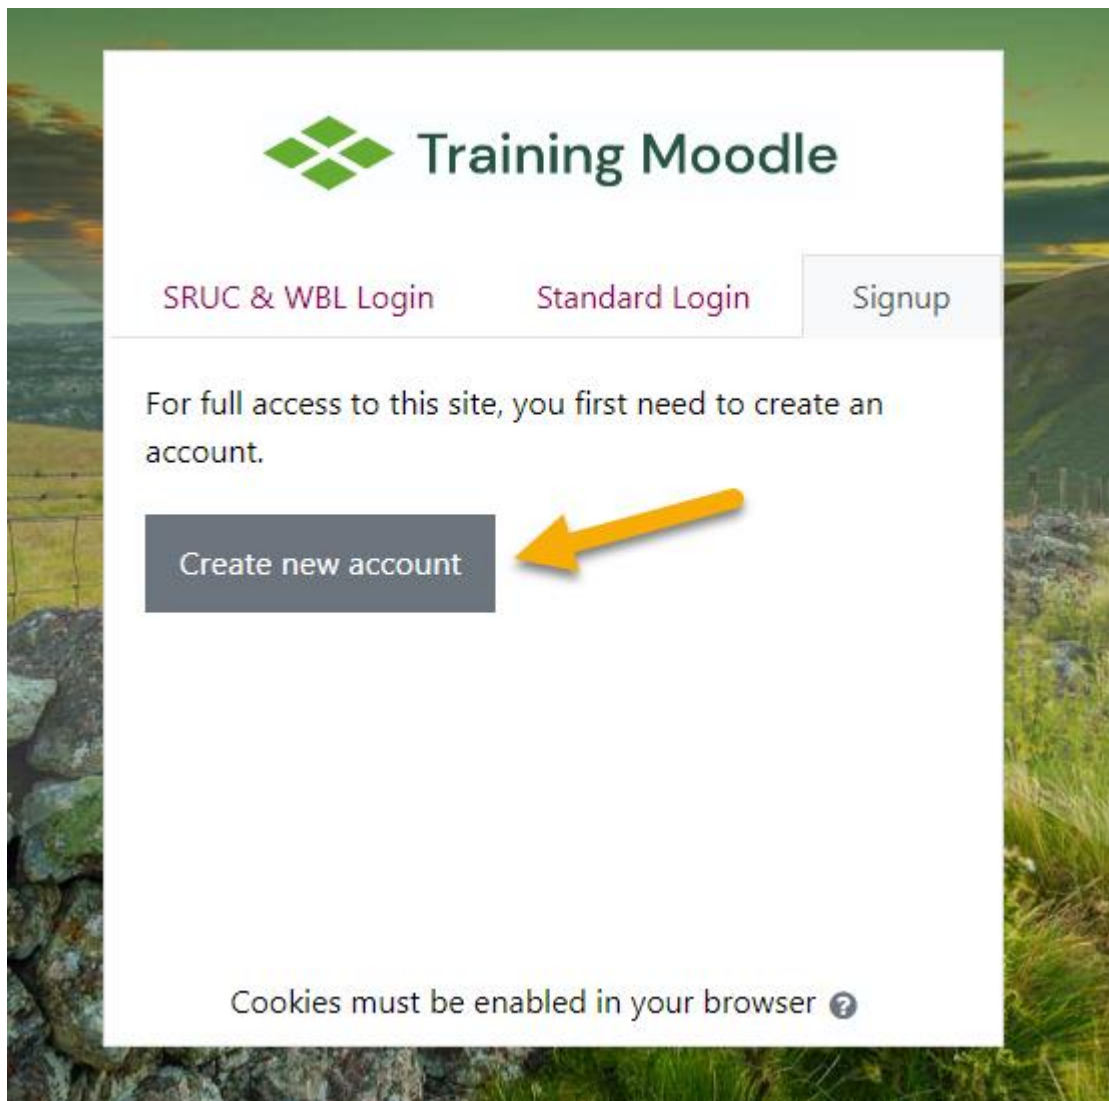 Training Moodle
SRUC & WBL Login
Standard Login
Signup
For full access to this site, you first need to create an
account.
Create new account
Cookies must be enabled in your browser ?